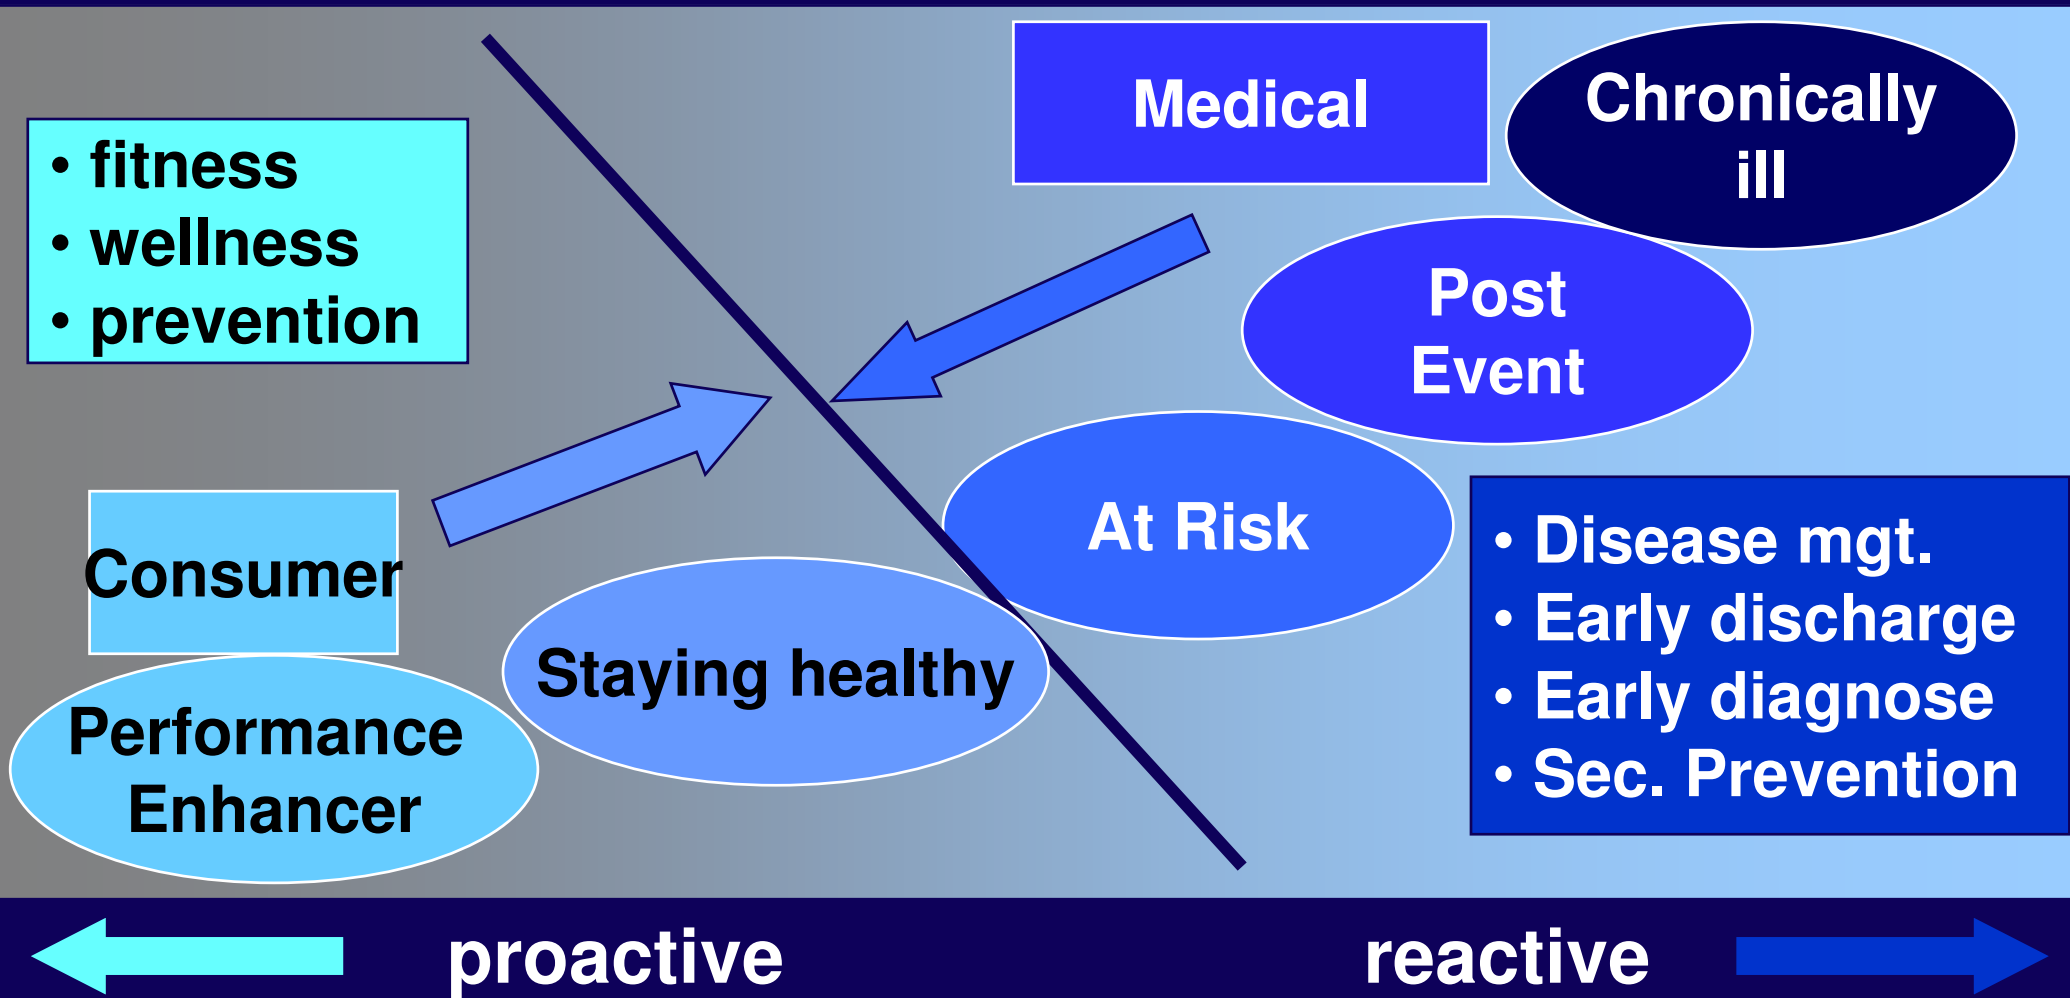 Medical
Chronically
ill
• fitness
• wellness
• prevention
Post
Event
At Risk
Consumer
Staying healthy
Performance
Enhancer
• Disease mgt.
• Early discharge
• Early diagnose
• Sec. Prevention
proactive
reactive